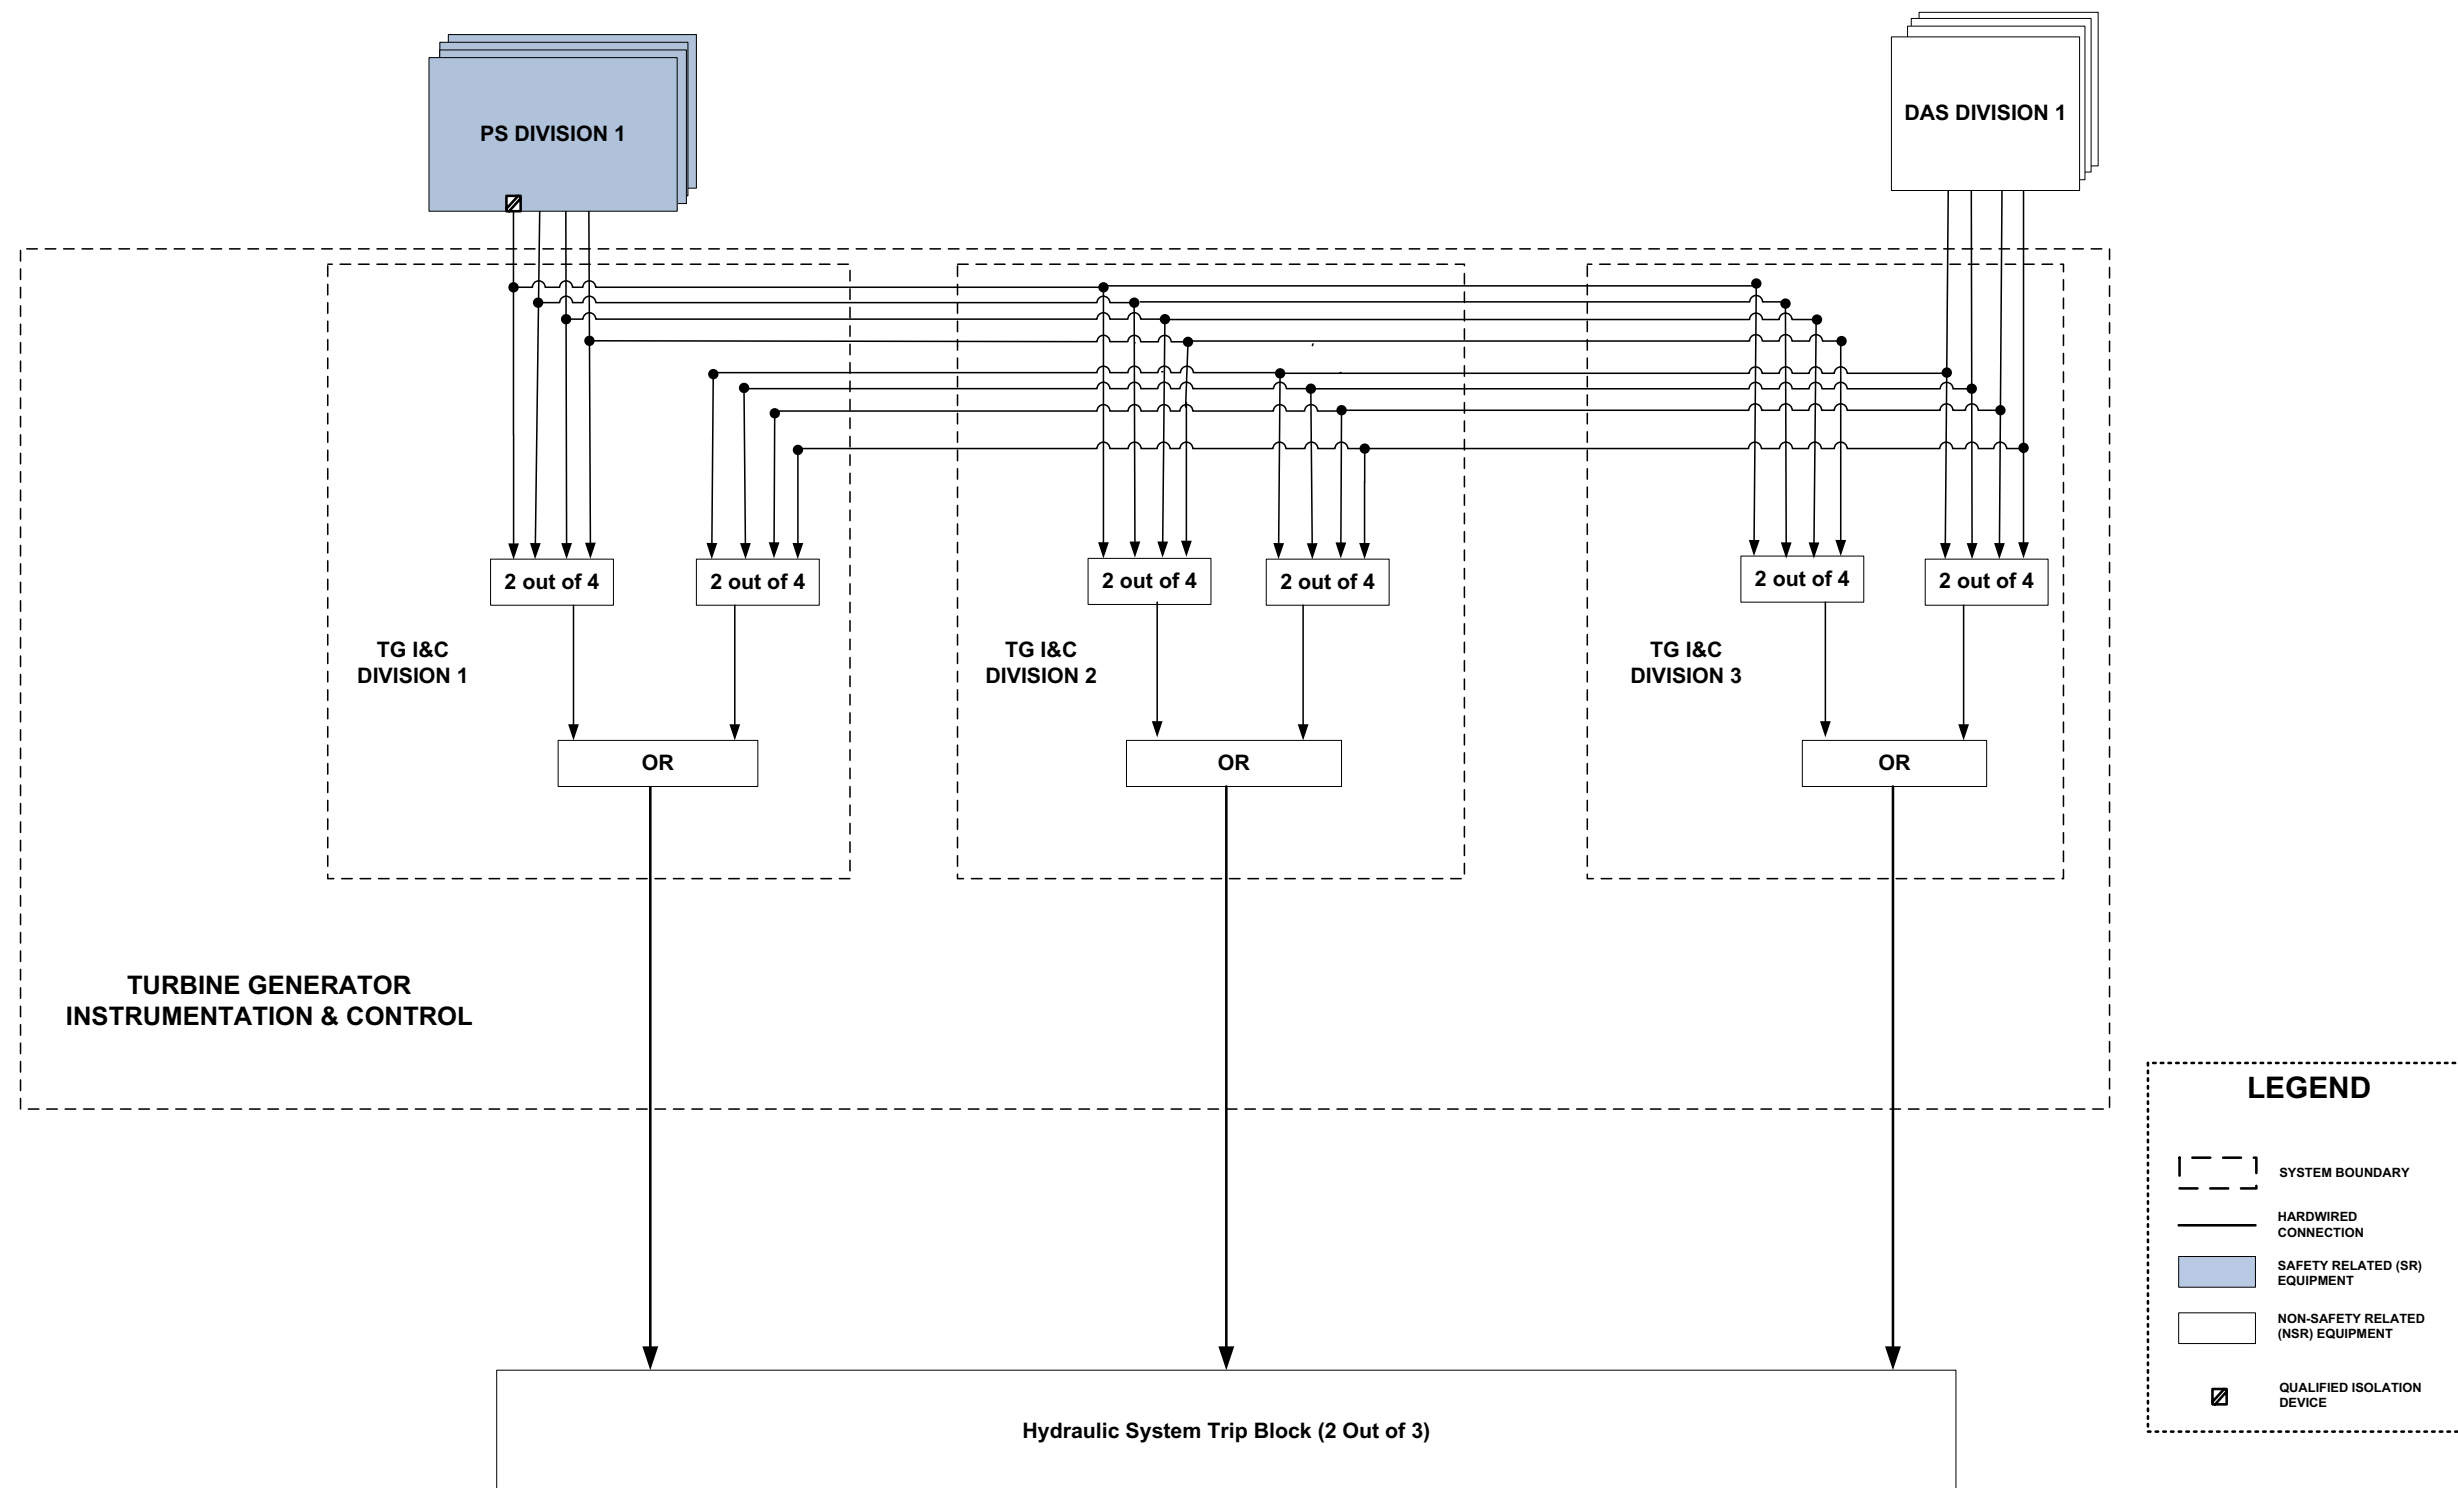 PS DIVISION 1
DAS DIVISION 1
2 out of 4
2 out of 4
2 out of 4
2 out of 4
2 out of 4
2 out of 4
TG I&C
DIVISION 1
TG I&C
DIVISION 2
TG I&C
DIVISION 3
OR
OR
OR
TURBINE GENERATOR
INSTRUMENTATION & CONTROL
LEGEND
SYSTEM BOUNDARY
HARDWIRED
CONNECTION
SAFETY RELATED (SR)
EQUIPMENT
NON-SAFETY RELATED
(NSR) EQUIPMENT
QUALIFIED ISOLATION
DEVICE
Hydraulic System Trip Block (2 Out of 3)